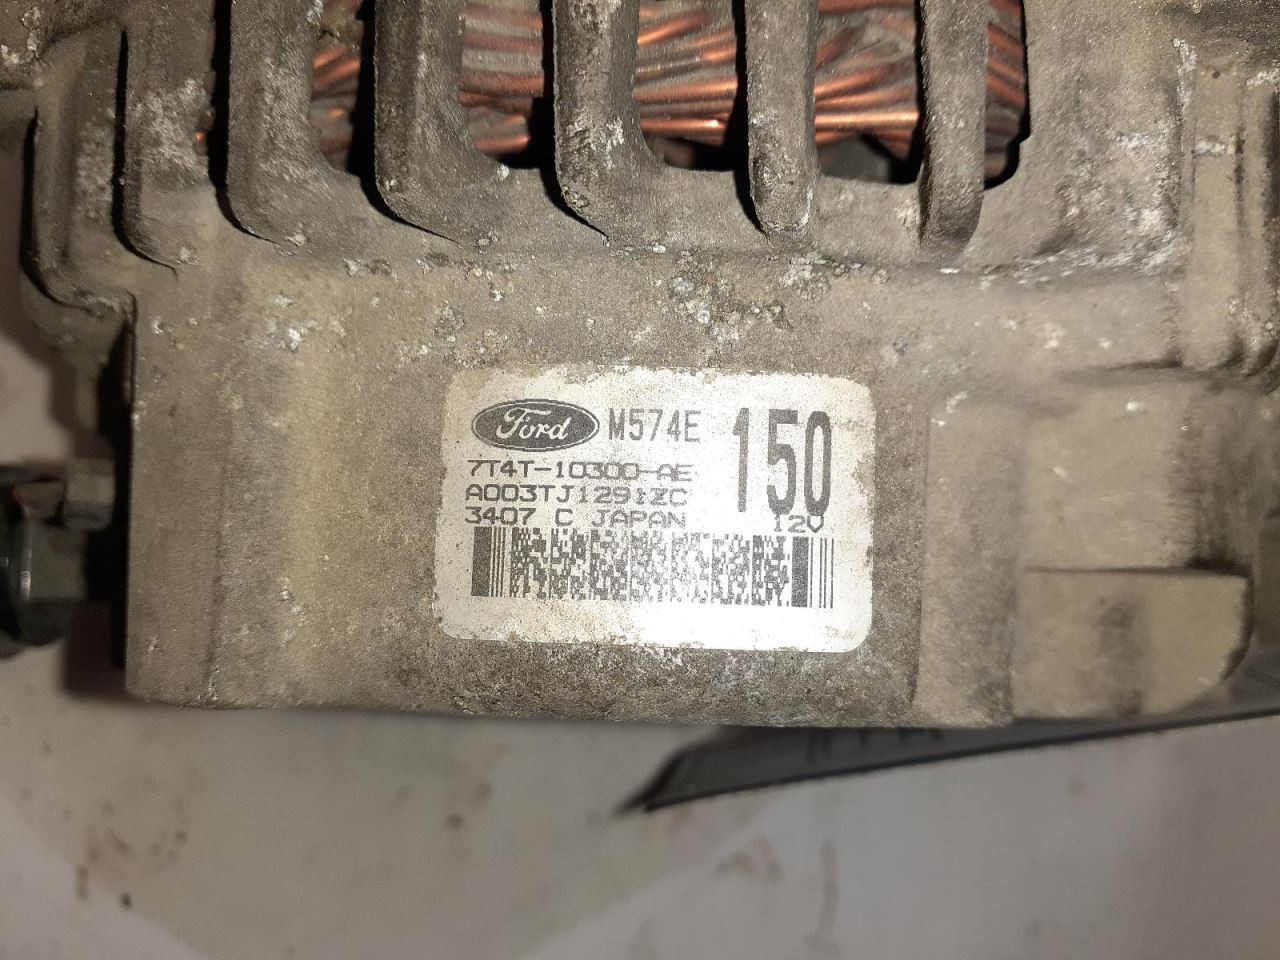 Ford M574E 150
7T4T-10300-AE
A003TJ1291ZC
3407 C JAPAN 12V